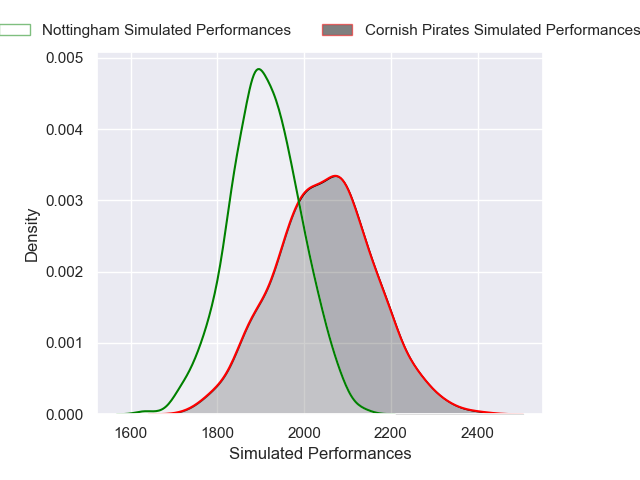 Nottingham Simulated Performances Cornish Pirates Simulated Performances
0.005
0.004
0.003
0.002
0.001
0.000
Density
1600 1800 2000 2200 2400
Simulated Performances